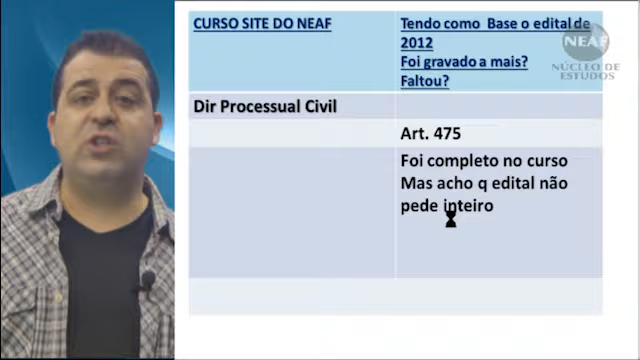 CURSO SITE DO NEAF
Tendo como Base o edital de
2012
Foi gravado a mais?
Faltou?
NEAF
NÚCLEO DE
ESTUDOS
Dir Processual Civil
Art. 475
Foi completo no curso
Mas acho q edital não
pede inteiro